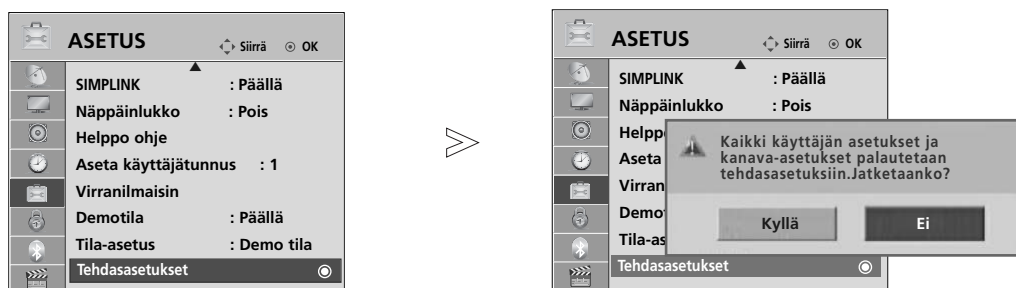 ASETUS
Siirrä
OK
SIMPLINK : Päällä
Näppäinlukko : Pois
Helppo ohje
Aseta käyttäjätunnus : 1
Virranilmaisin
Demotila : Päällä
Tila-asetus : Demo tila
Tehdasasetukset
ASETUS
Siirrä
OK
SIMPLINK : Päällä
Näppäinlukko : Pois
Helpp
Aseta
Virran
Demo
Tila-as
Tehdasasetukset
Kaikki käyttäjän asetukset ja
kanava-asetukset palautetaan
tehdasasetuksiin.Jatketaanko?
Kyllä
Ei